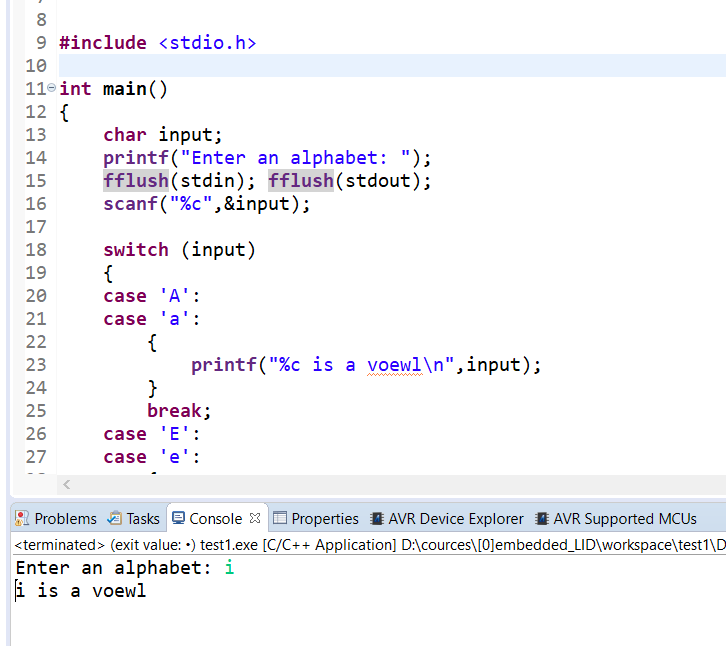 8
9 #include <stdio.h>
10
11 int main()
12 {
13 char input;
14 printf("Enter an alphabet: ");
15 fflush(stdin); fflush(stdout);
16 scanf("%c",&input);
17
18 switch (input)
19 {
20 case 'A':
21 case 'a':
22 {
23 printf("%c is a voewl\n",input);
24 }
25 break;
26 case 'E':
27 case 'e':
Problems Tasks Console Properties AVR Device Explorer AVR Supported MCUs
<terminated> (exit value: •) test1.exe [C/C++ Application] D:\cources\[0]embedded_LID\workspace\test1\D
Enter an alphabet: i
i is a voewl